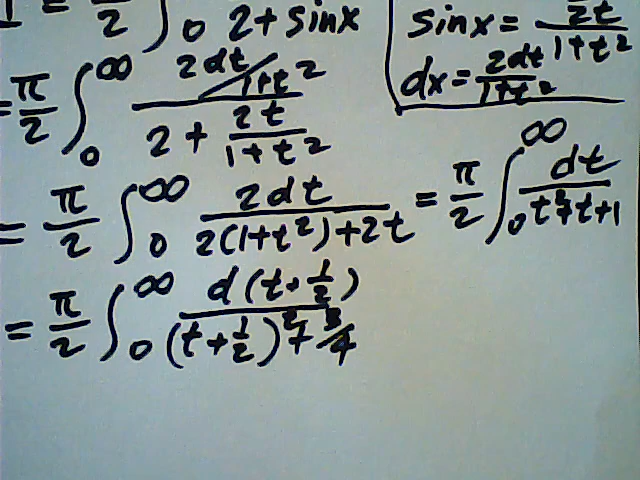 I = π/2 ∫₀ 2 + sinx
sinx = 2t/(1+t²)
dx = 2dt/(1+t²)
= π/2 ∫₀^∞ (2dt/(1+t²))/(2 + 2t/(1+t²))
= π/2 ∫₀^∞ 2dt/(2(1+t²)+2t) = π/2 ∫₀^∞ dt/(t²+t+1)
= π/2 ∫₀^∞ d(t+1/2)/((t+1/2)²+3/4)